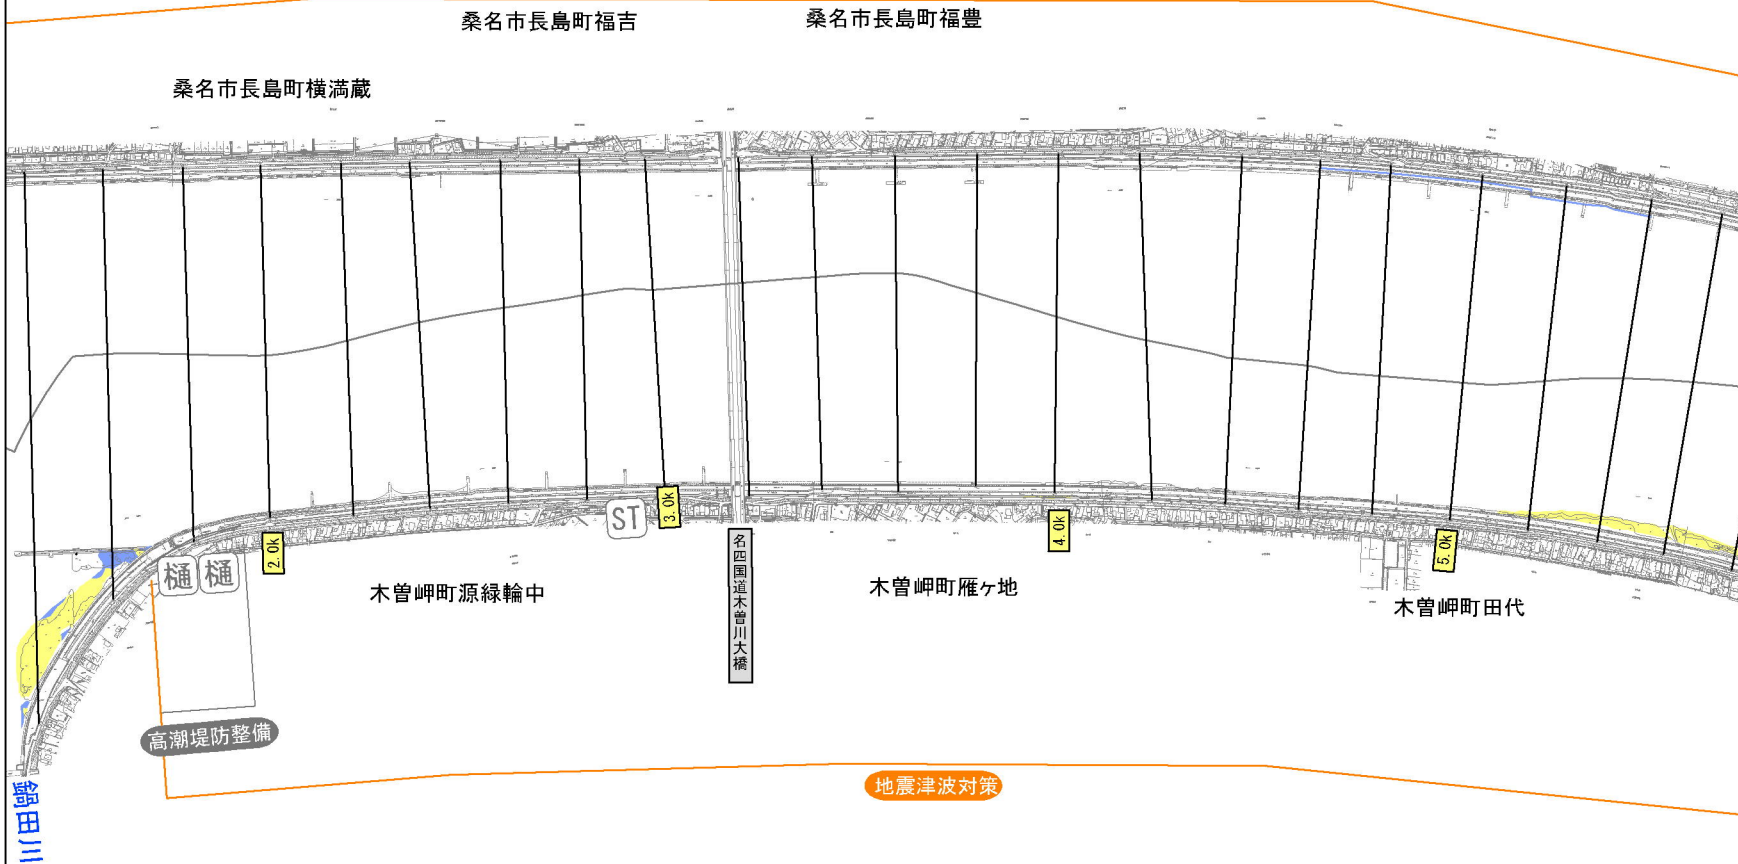 桑名市長島町福吉
桑名市長島町福豊
桑名市長島町横満蔵
ST
3.0k
2.0k
4.0k
5.0k
樋
樋
名四国道木曽川大橋
木曽岬町源緑輪中
木曽岬町雁ヶ地
木曽岬町田代
高潮堤防整備
地震津波対策
鍋田川